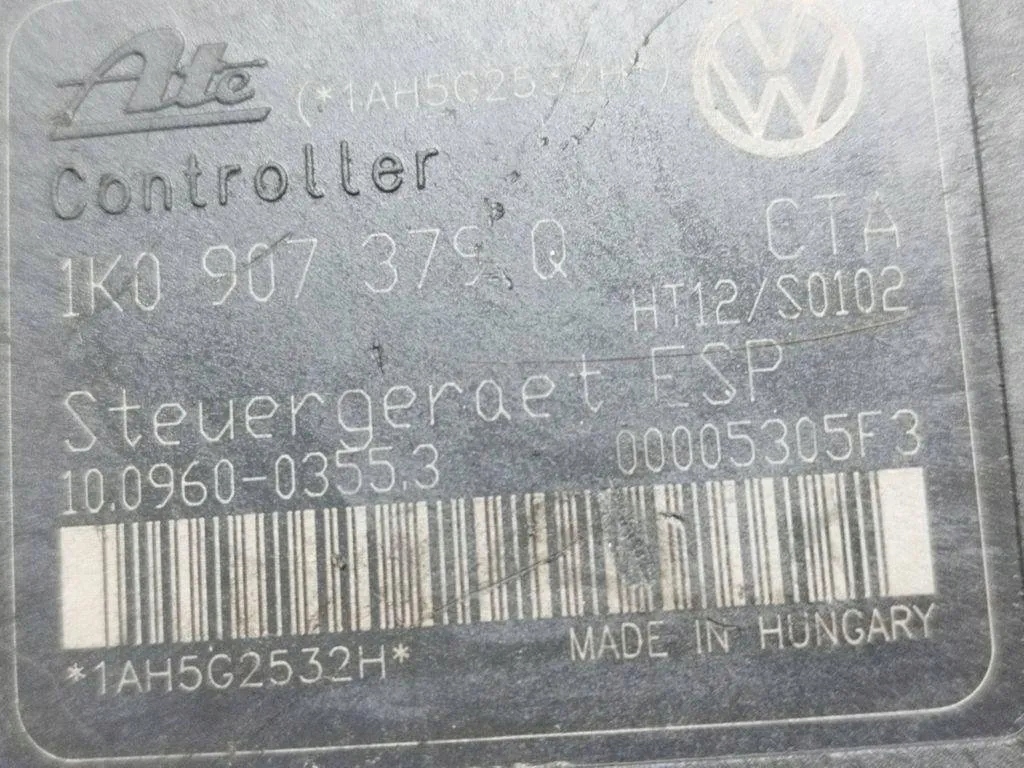 Ate (*1AH5G2532H*)
Controller
1K0 907 379 Q CTA
HT12/S0102
Steuergeraet ESP
10.0960-0355.3 00005305F3
*1AH5G2532H* MADE IN HUNGARY